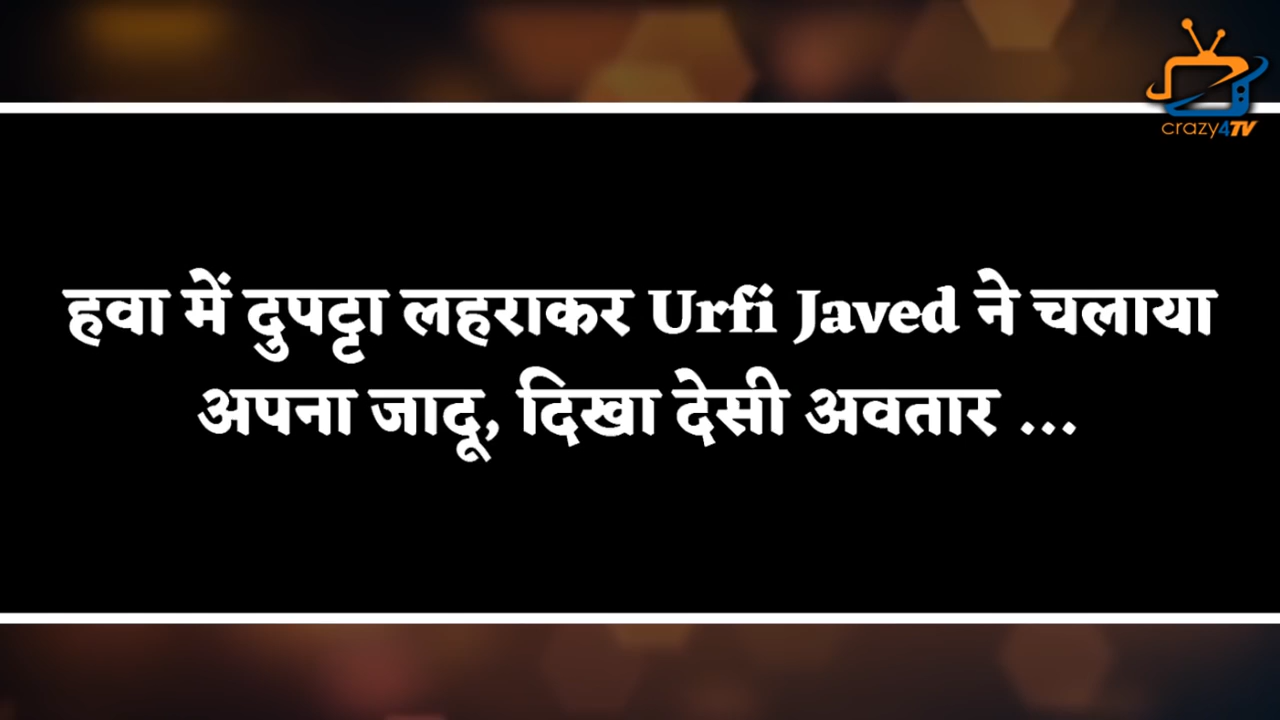 crazy4TV
हवा में दुपट्टा लहराकर Urfi Javed ने चलाया
अपना जादू, दिखा देसी अवतार ...